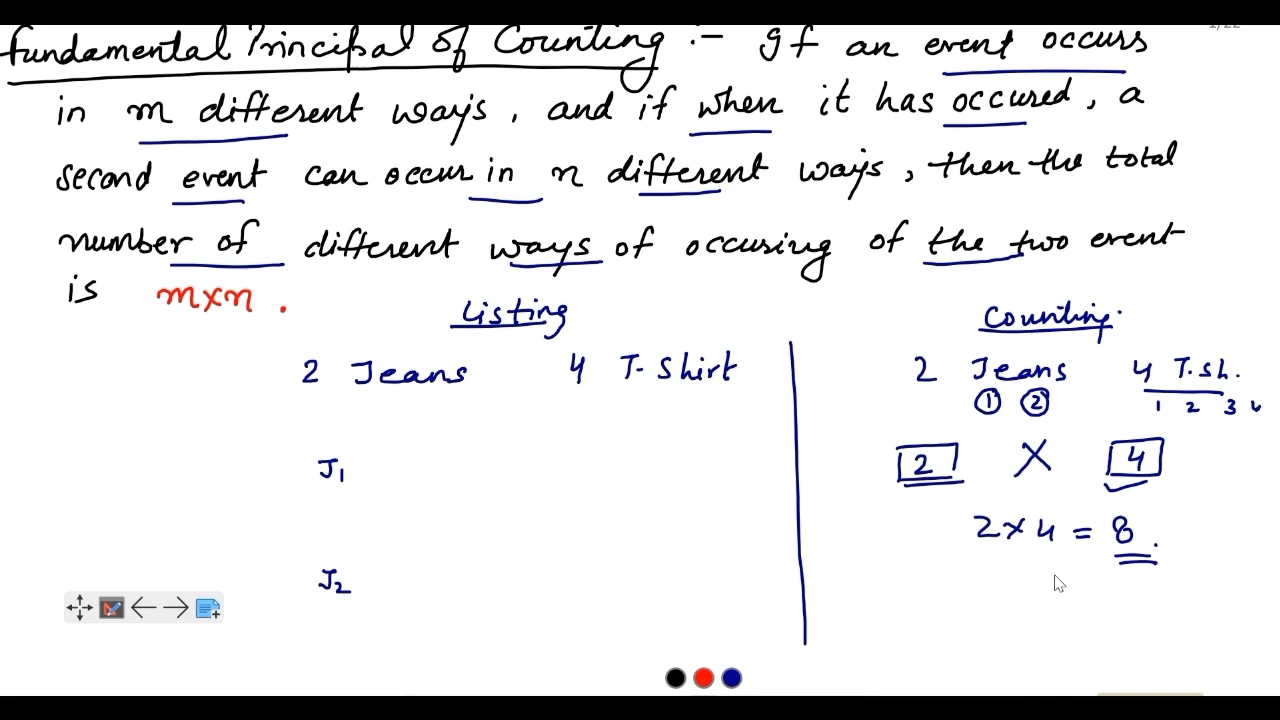 Fundamental Principal of Counting :- If an event occurs
in m different ways, and if when it has occured, a
second event can occur in n different ways, then the total
number of different ways of occuring of the two event
is m×n.
Listing
2 Jeans 4 T-Shirt
J1
J2
Counting.
2 Jeans 4 T.sh.
1 2 1 2 3 4
2 × 4
2×4 = 8.